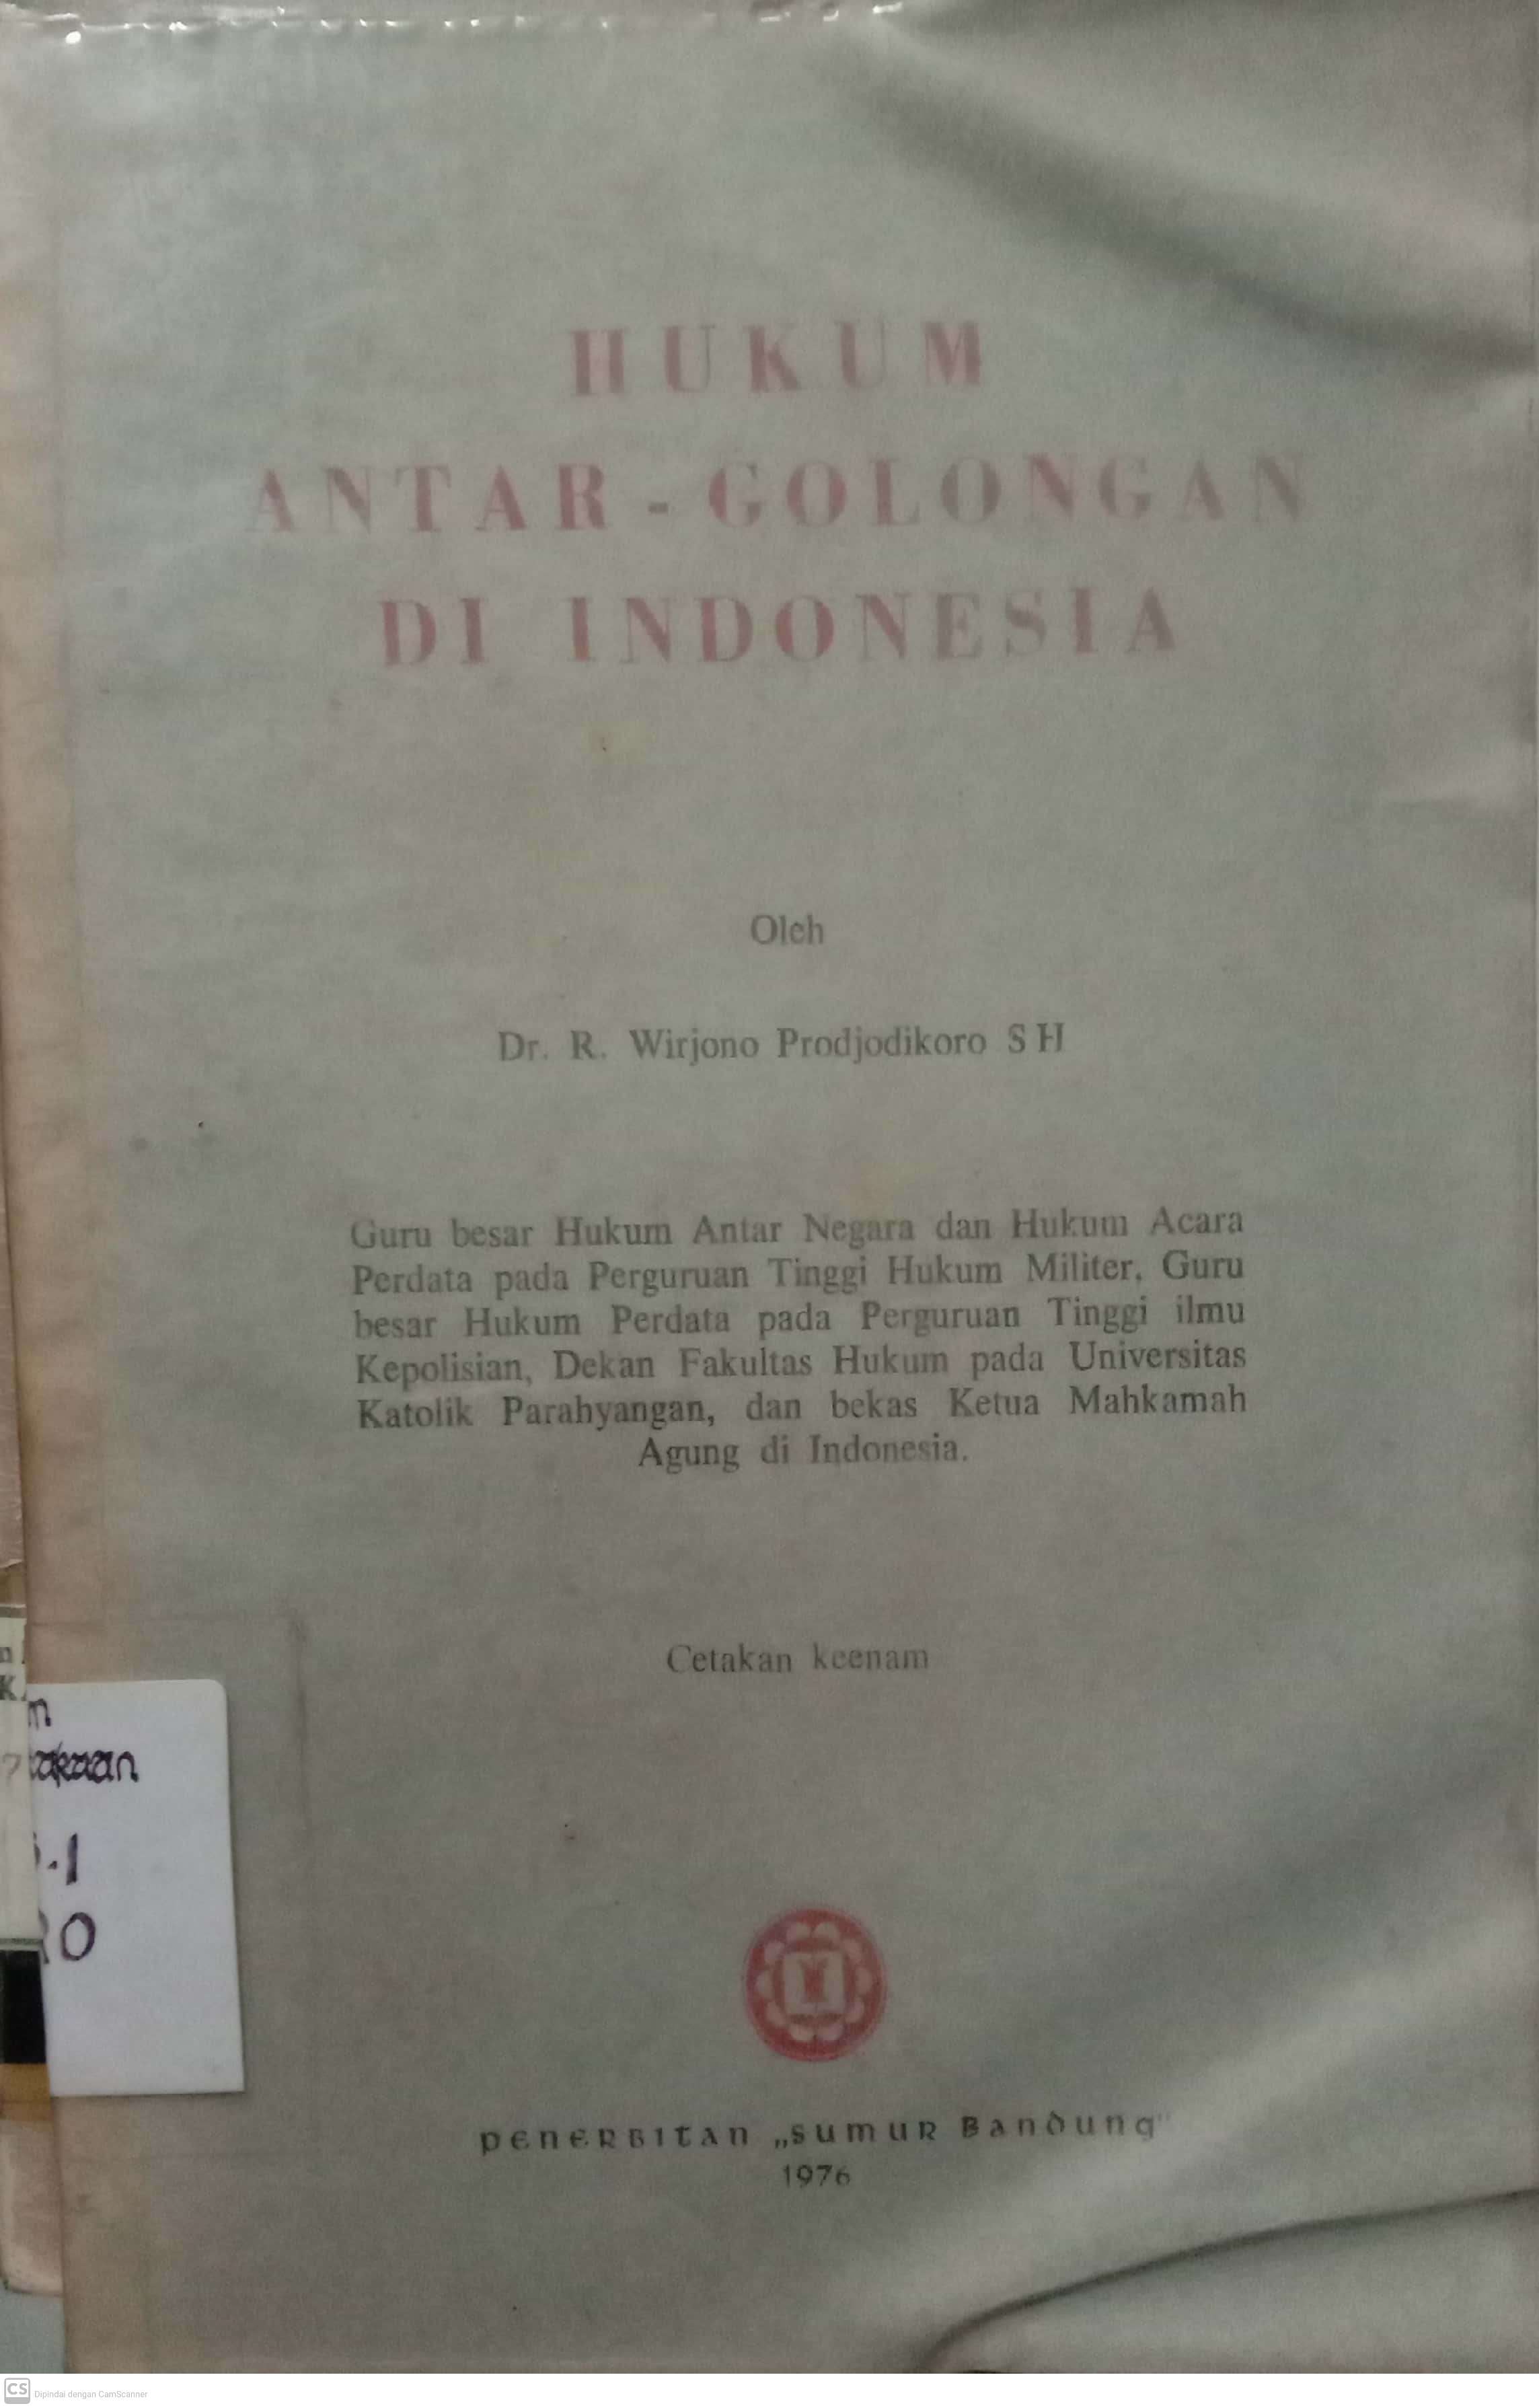 HUKUM
ANTAR-GOLONGAN
DI INDONESIA
Oleh
Dr. R. Wirjono Prodjodikoro SH
Guru besar Hukum Antar Negara dan Hukum Acara
Perdata pada Perguruan Tinggi Hukum Militer, Guru
besar Hukum Perdata pada Perguruan Tinggi ilmu
Kepolisian, Dekan Fakultas Hukum pada Universitas
Katolik Parahyangan, dan bekas Ketua Mahkamah
Agung di Indonesia.
Cetakan keenam
PENERBITAN „SUMUR BANDUNG"
1976
CS Dipindai dengan CamScanner